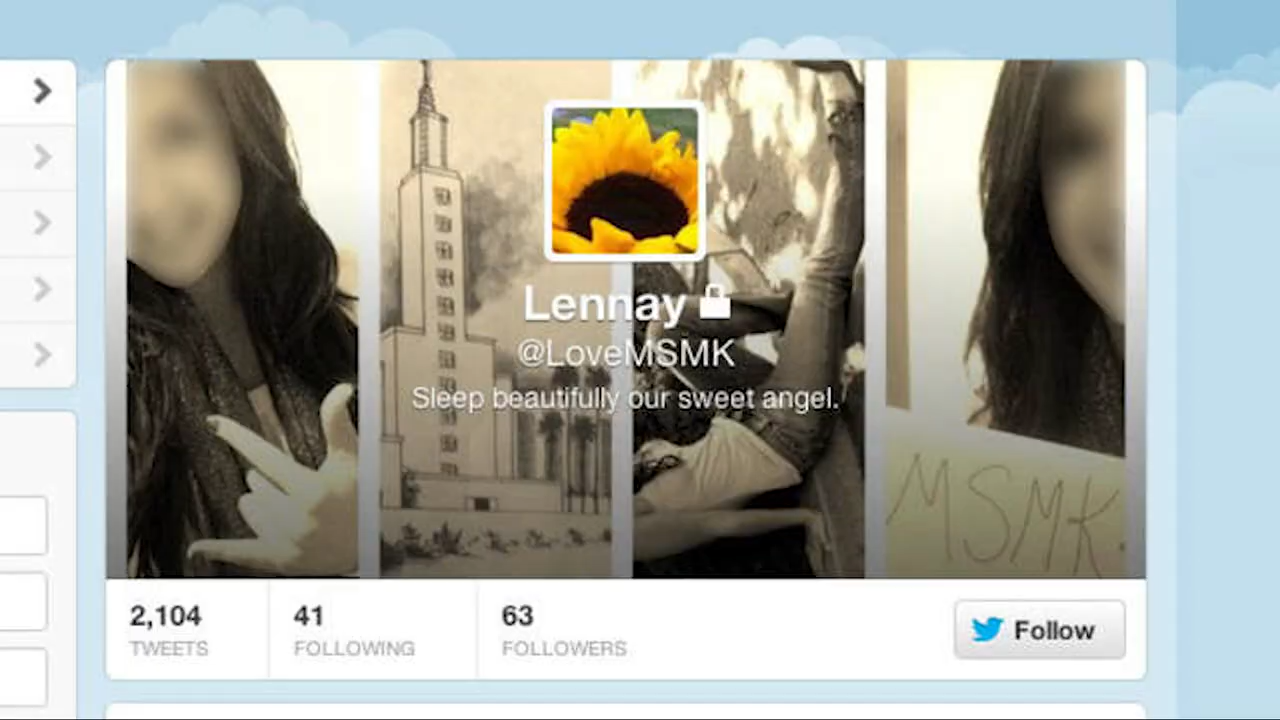 Lennay
@LoveMSMK
Sleep beautifully our sweet angel.
MSMK.
2,104
TWEETS
41
FOLLOWING
63
FOLLOWERS
Follow